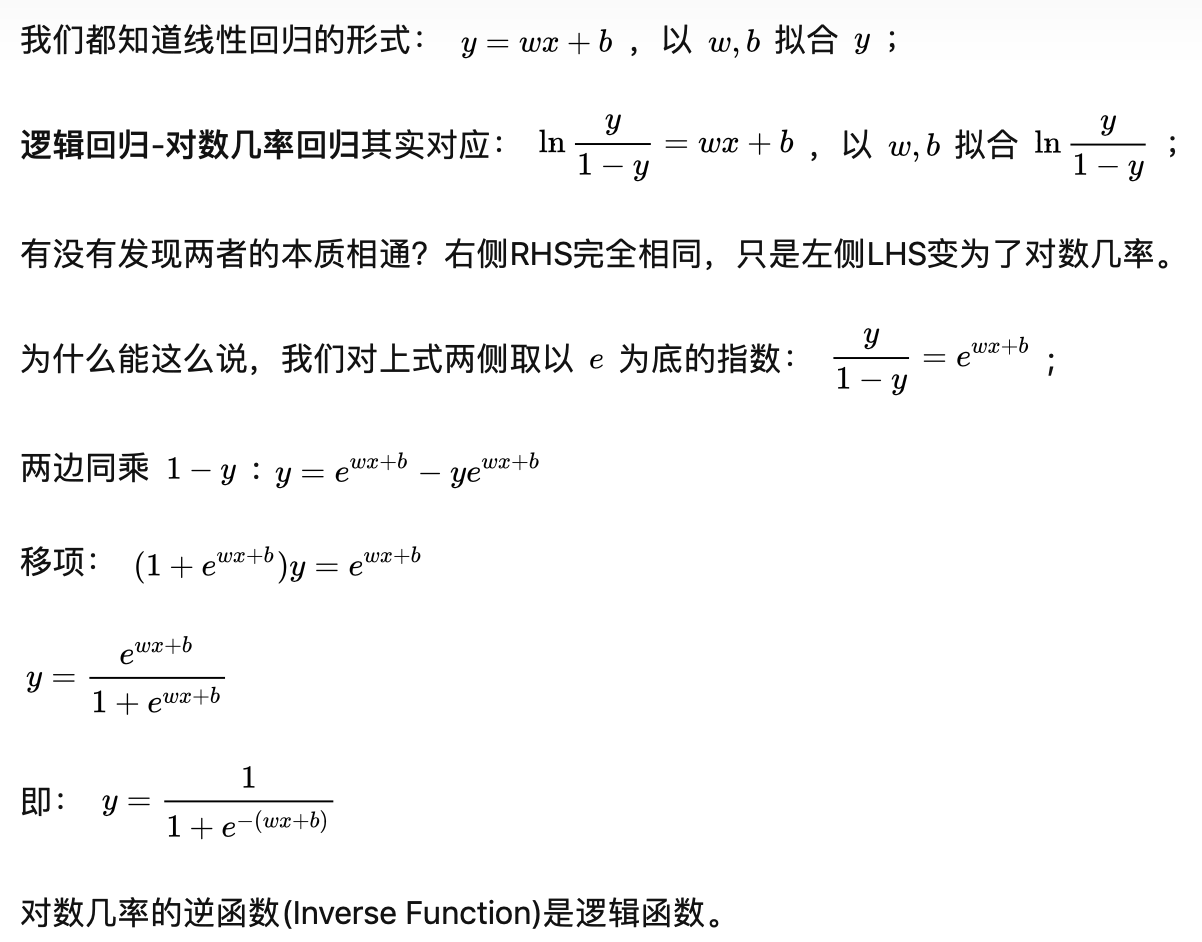 我们都知道线性回归的形式： $y = wx + b$ ，以 $w, b$ 拟合 $y$ ；
逻辑回归-对数几率回归其实对应： $\ln \frac{y}{1-y} = wx + b$ ，以 $w, b$ 拟合 $\ln \frac{y}{1-y}$ ；
有没有发现两者的本质相通？右侧RHS完全相同，只是左侧LHS变为了对数几率。
为什么能这么说，我们对上式两侧取以 $e$ 为底的指数： $\frac{y}{1-y} = e^{wx+b}$ ；
两边同乘 $1 - y$ : $y = e^{wx+b} - ye^{wx+b}$
移项： $(1 + e^{wx+b})y = e^{wx+b}$
$y = \frac{e^{wx+b}}{1 + e^{wx+b}}$
即： $y = \frac{1}{1 + e^{-(wx+b)}}$
对数几率的逆函数(Inverse Function)是逻辑函数。